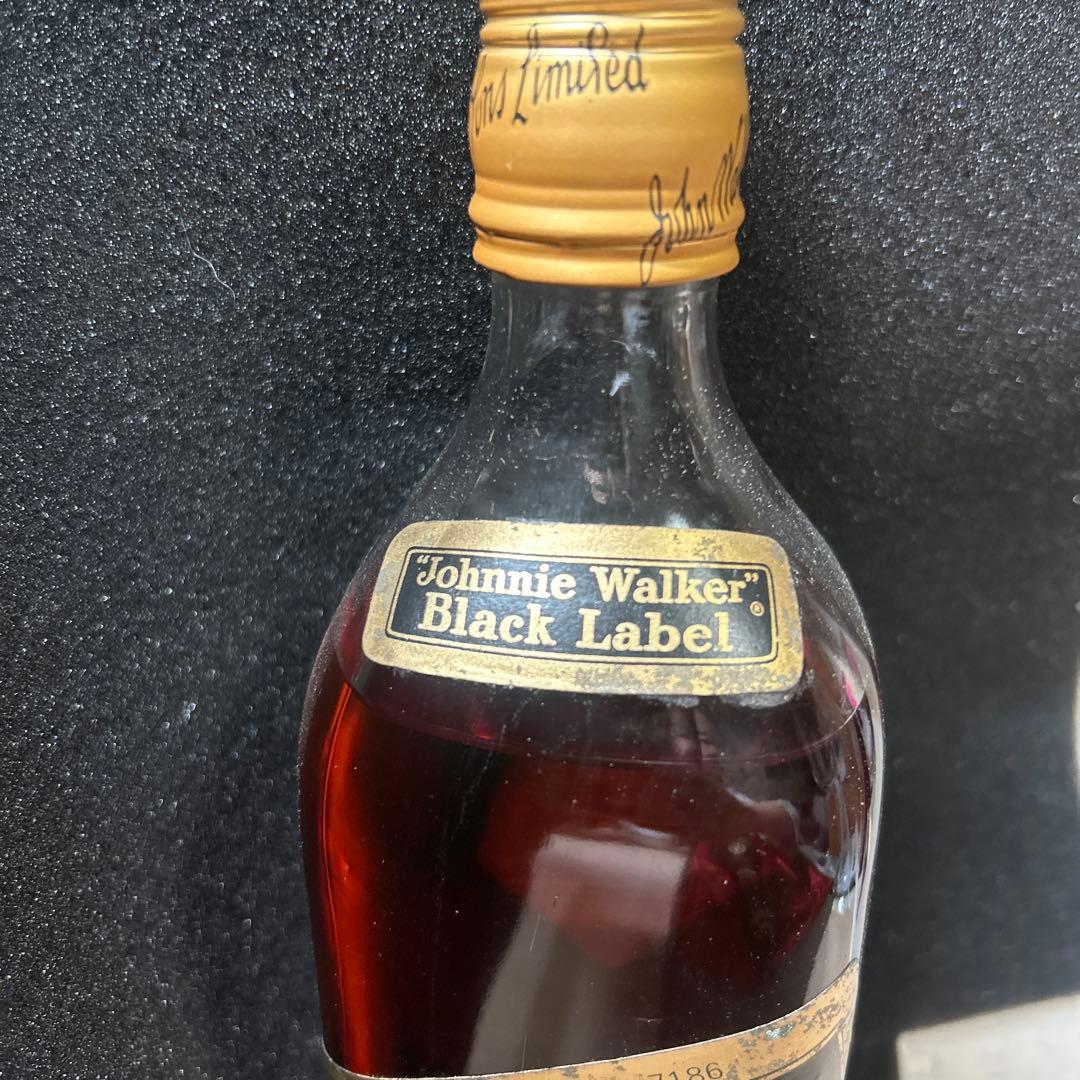 Sons Limited
John
"Johnnie Walker"
Black Label ®
7186